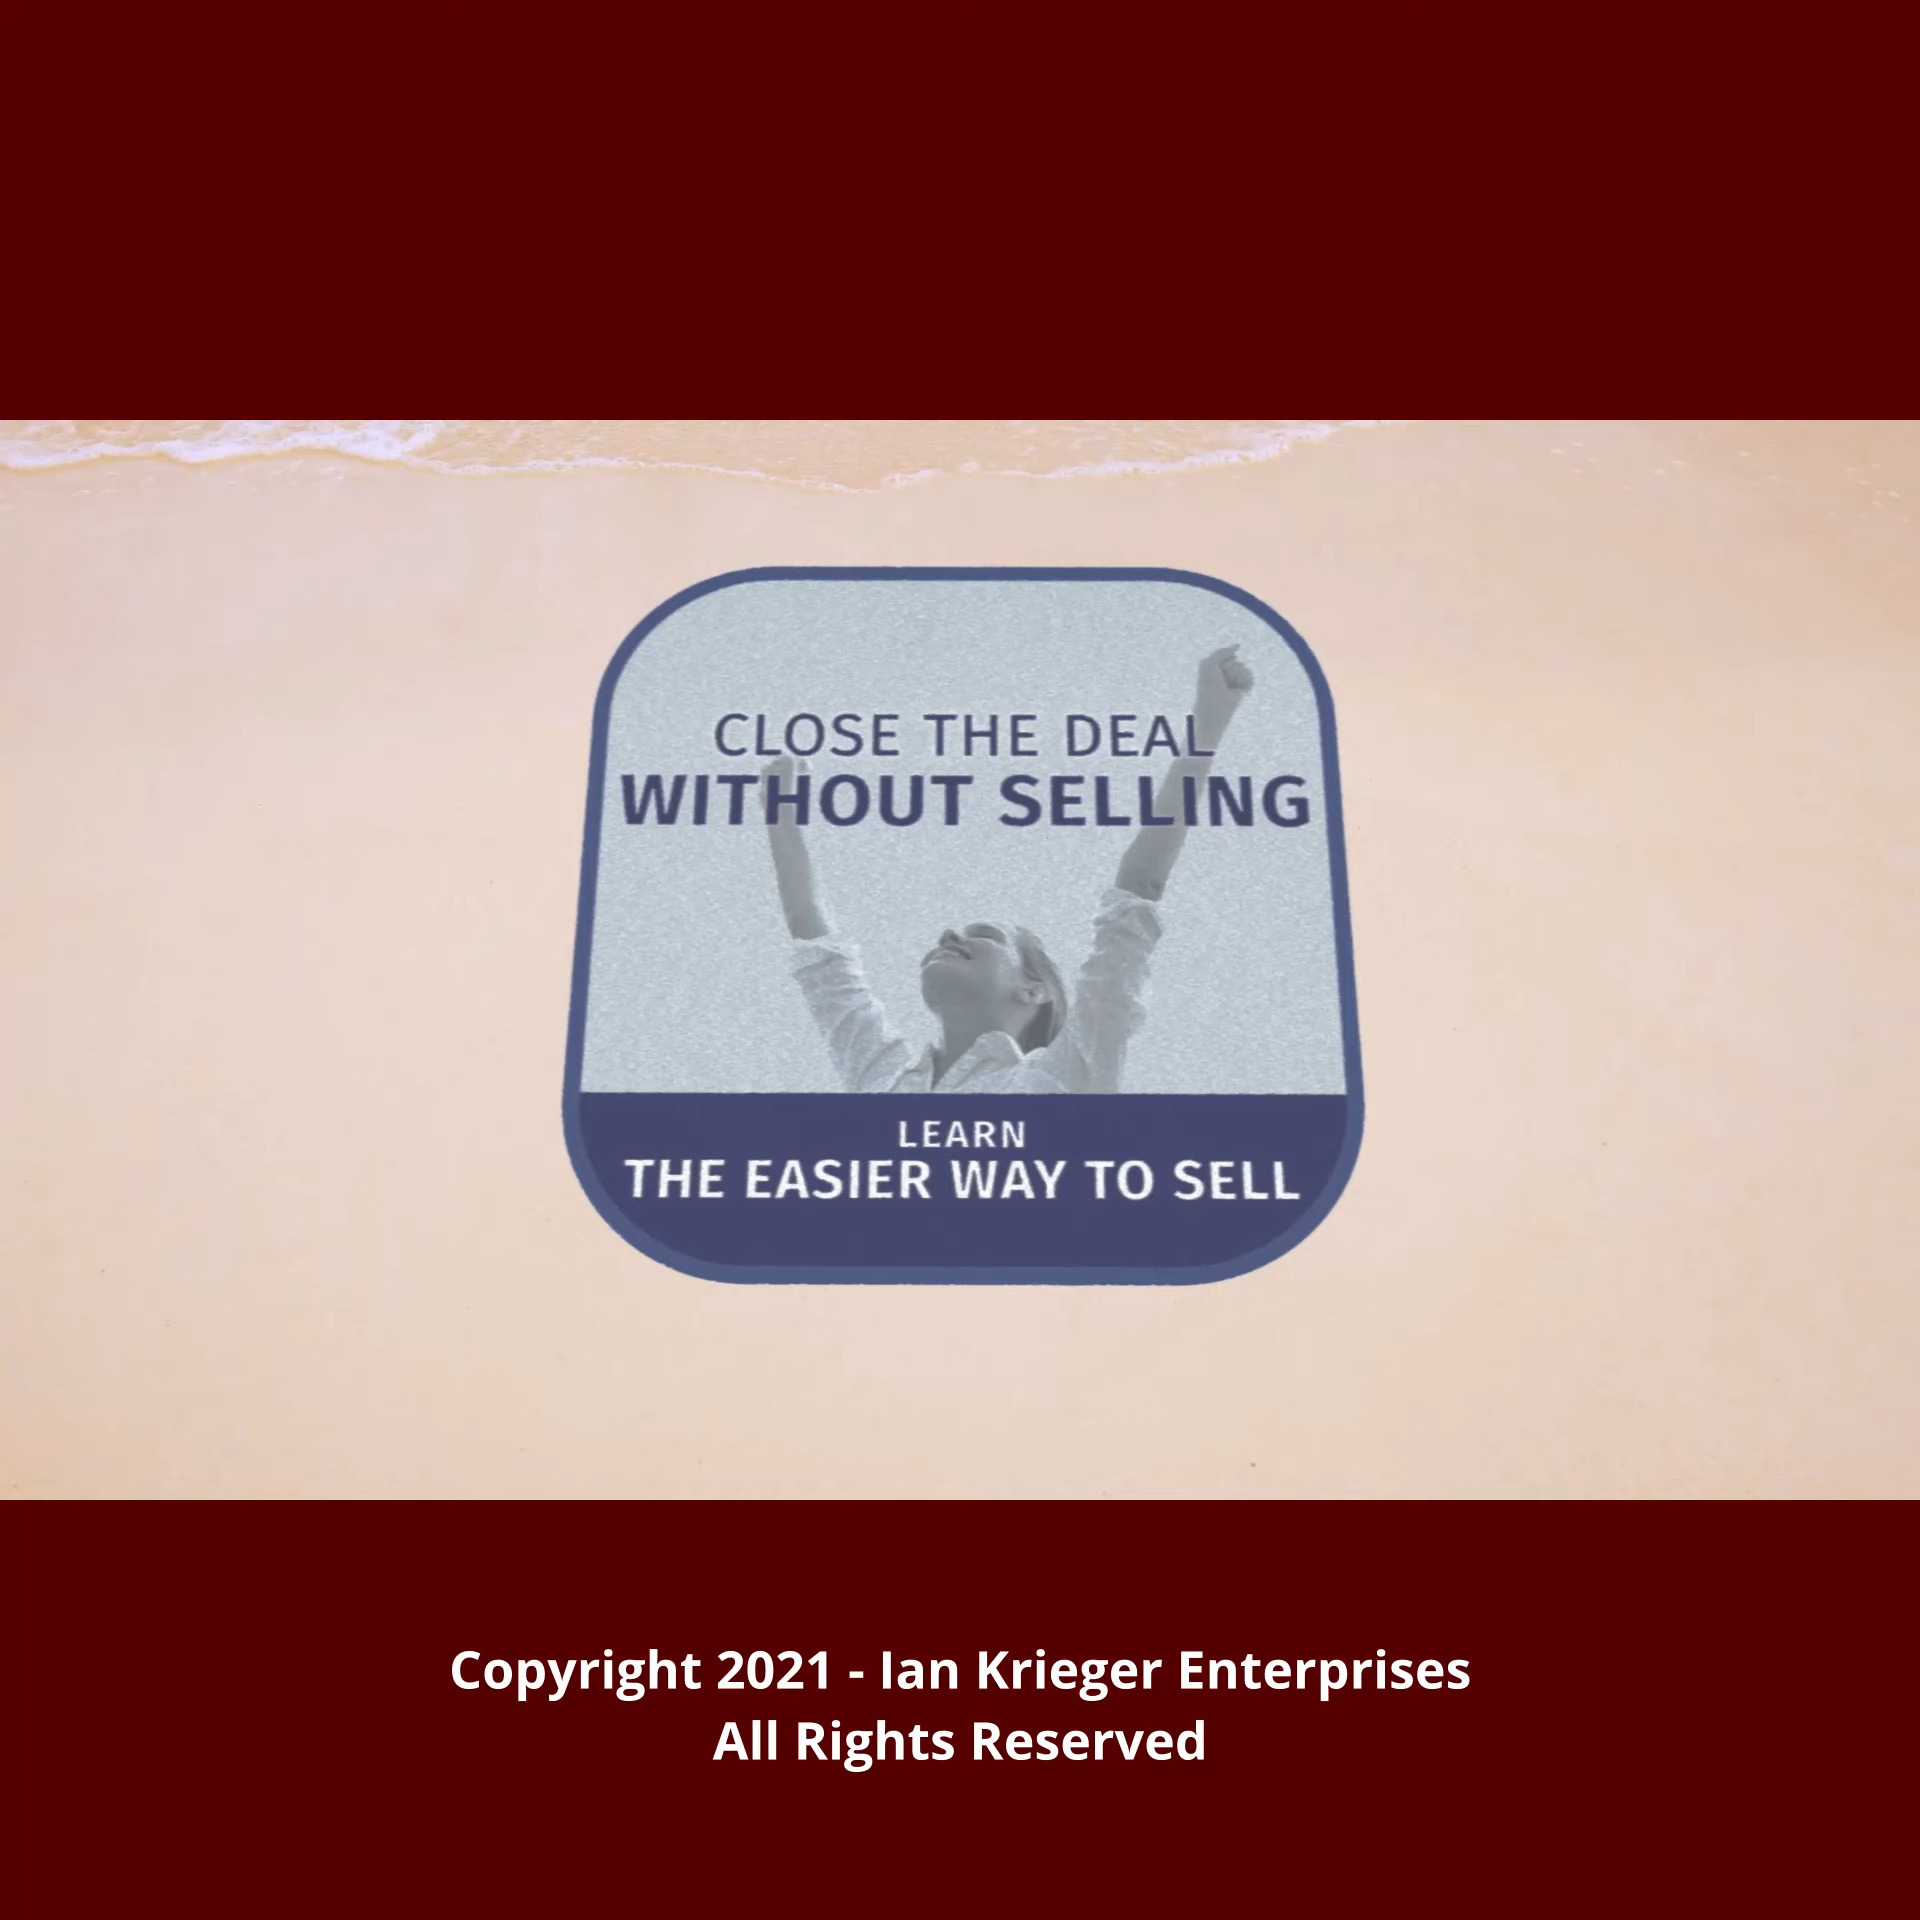 CLOSE THE DEAL
WITHOUT SELLING
LEARN
THE EASIER WAY TO SELL
Copyright 2021 - Ian Krieger Enterprises
All Rights Reserved